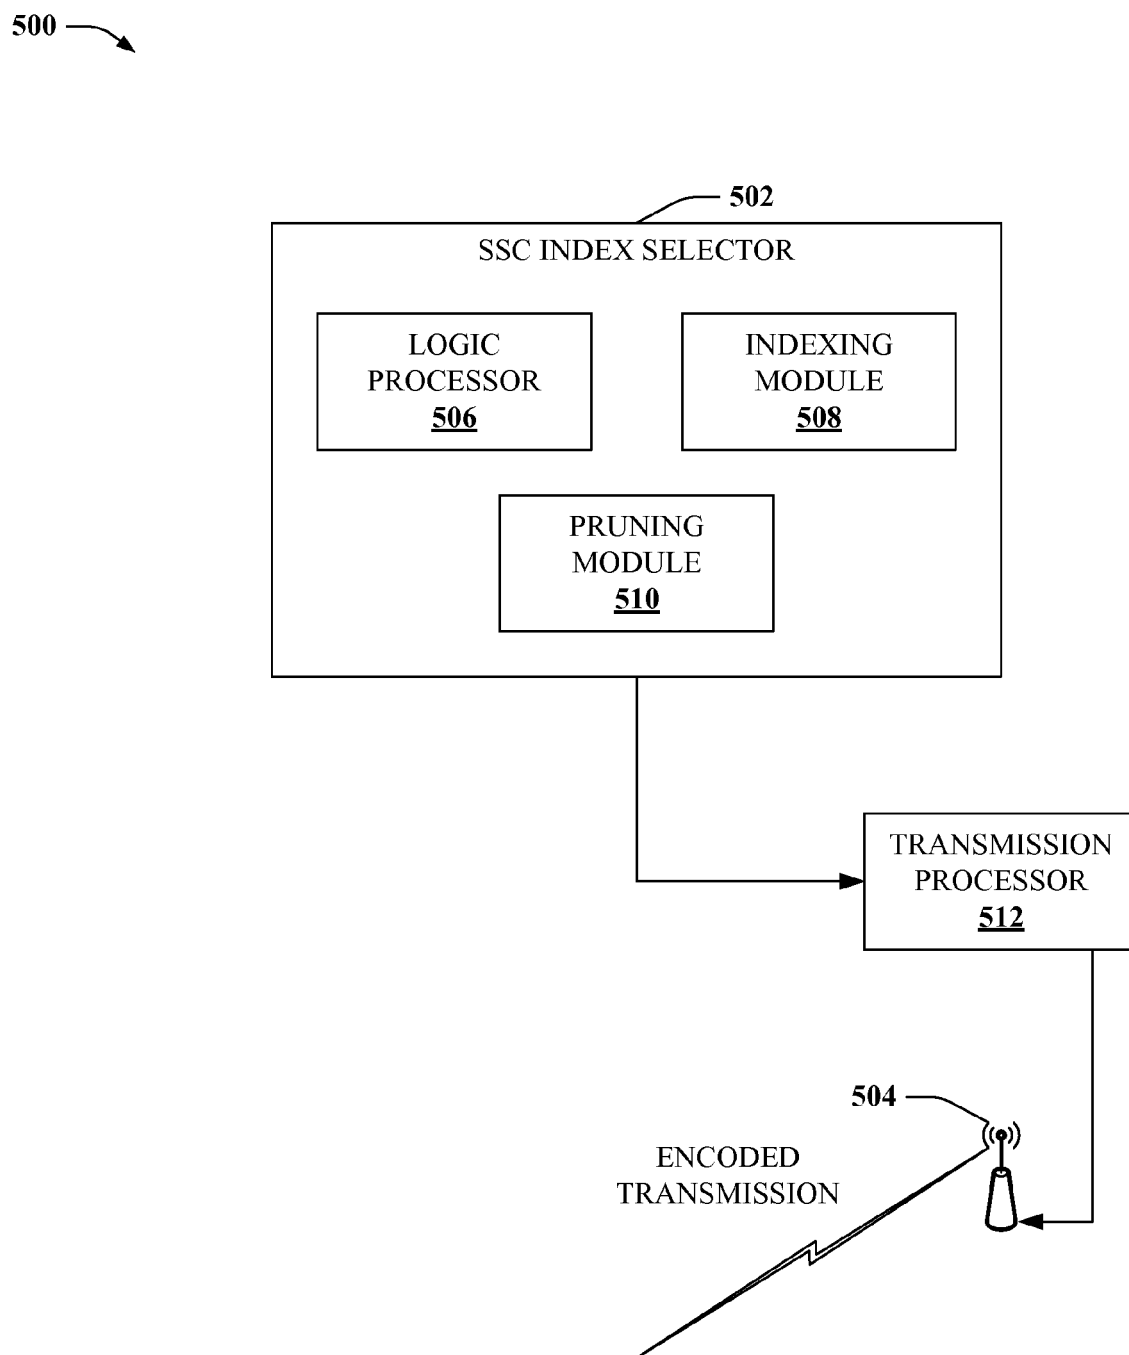 500
502
SSC INDEX SELECTOR
LOGIC
PROCESSOR
506
INDEXING
MODULE
508
PRUNING
MODULE
510
TRANSMISSION
PROCESSOR
512
504
ENCODED
TRANSMISSION